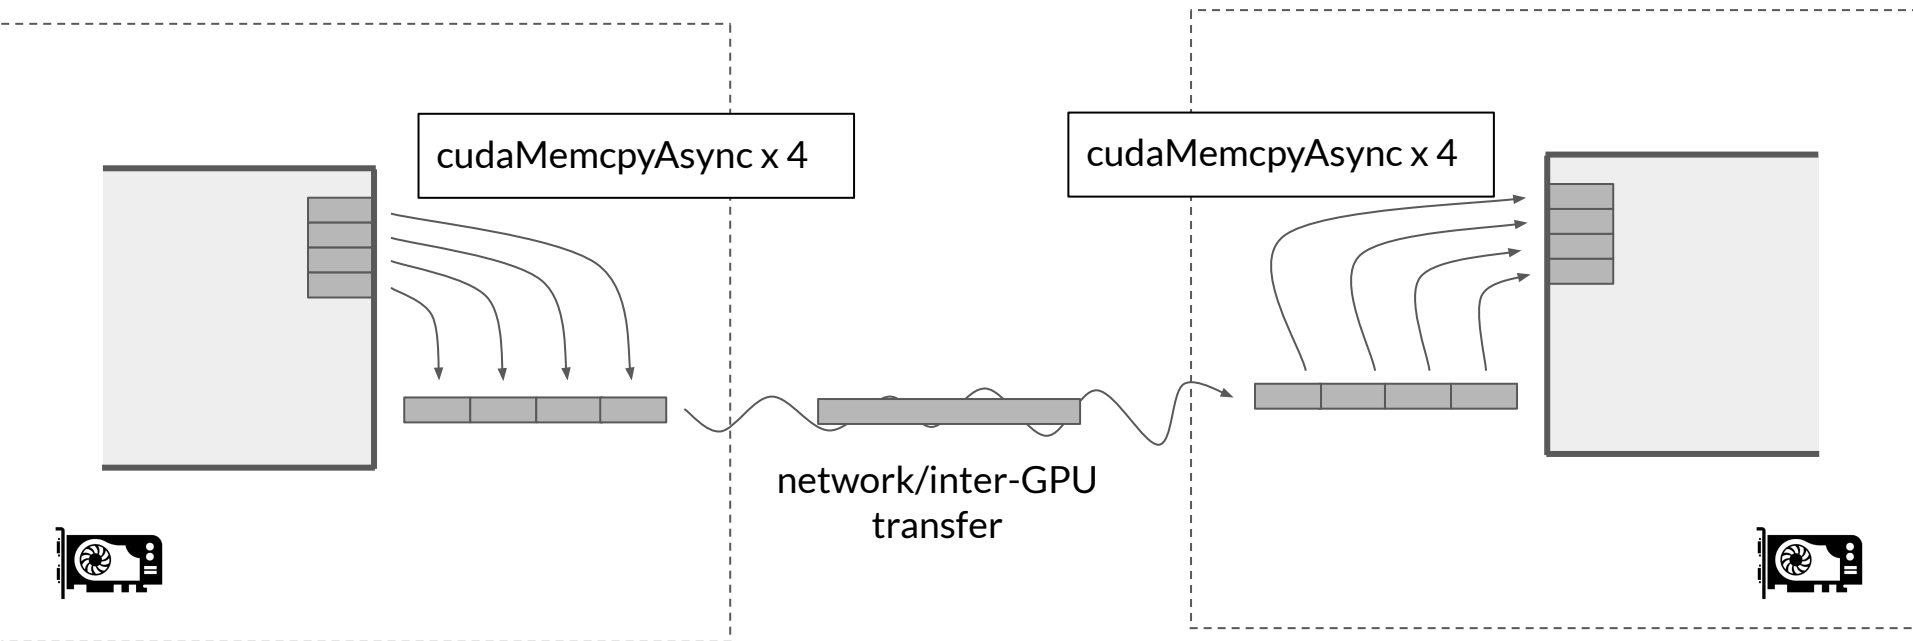 cudaMemcpyAsync x 4
cudaMemcpyAsync x 4
network/inter-GPU
transfer